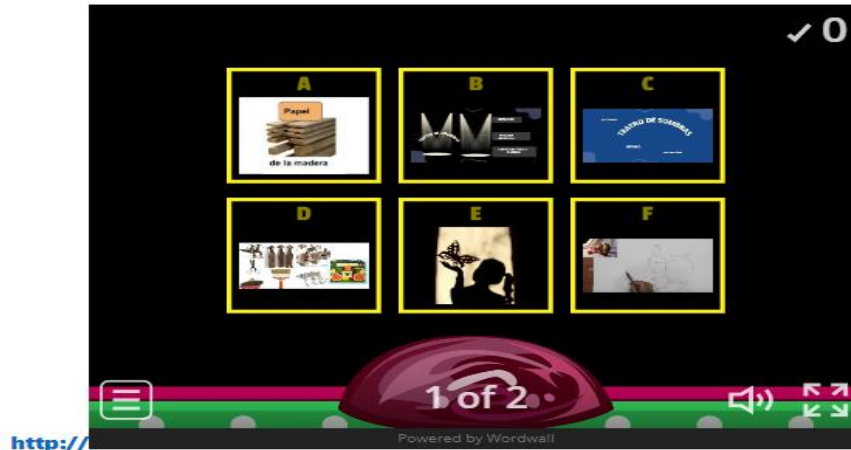 ✓ 0
A
B
C
Papel
de la madera
TEATRO DE SOMBRAS
D
E
F
1 of 2
Powered by Wordwall
http://